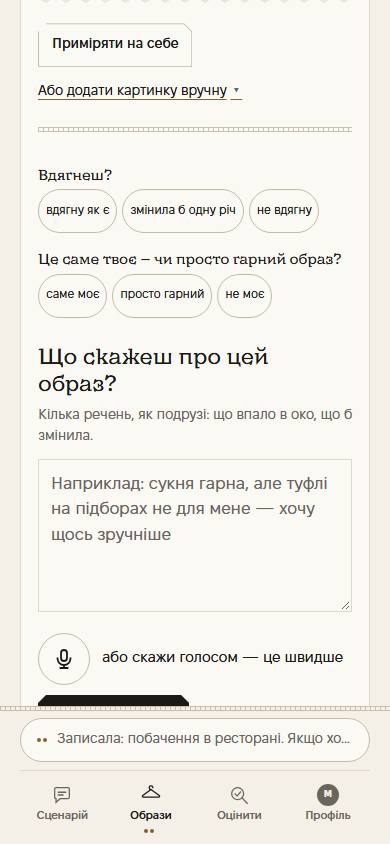 Приміряти на себе
Або додати картинку вручну ▾
Вдягнеш?
вдягну як є
змінила б одну річ
не вдягну
Це саме твоє — чи просто гарний образ?
саме моє
просто гарний
не моє
Що скажеш про цей
образ?
Кілька речень, як подрузі: що впало в око, що б
змінила.
Наприклад: сукня гарна, але туфлі
на підборах не для мене — хочу
щось зручніше
або скажи голосом — це швидше
Записала: побачення в ресторані. Якщо хо...
Сценарій
Образи
Оцінити
М
Профіль